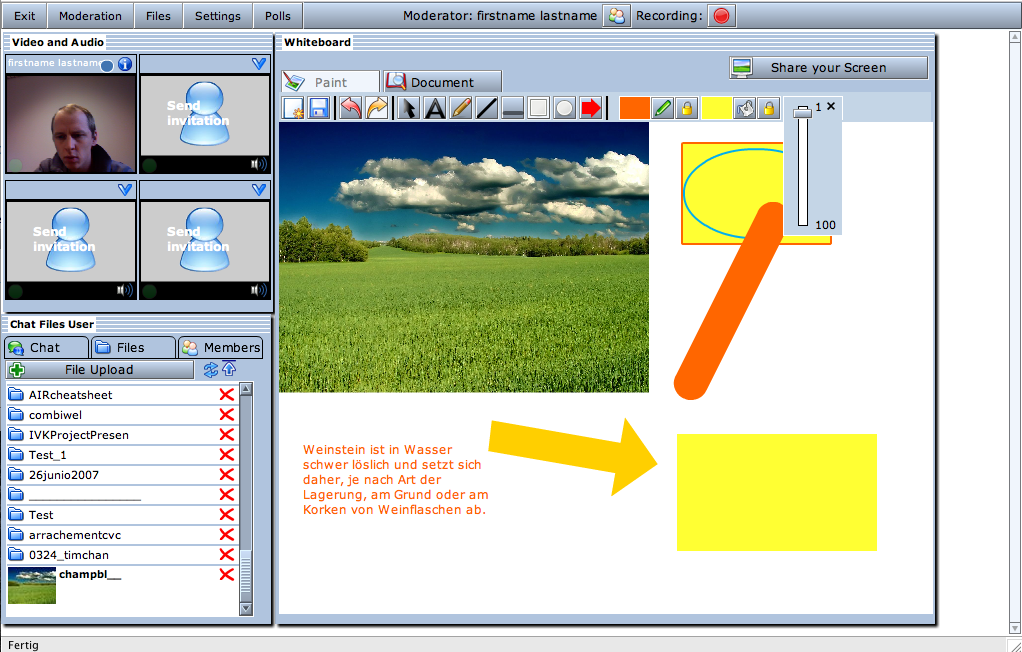 Exit Moderation Files Settings Polls Moderator: firstname lastname Recording:
Video and Audio
firstname lastname
Send
invitation
Send
invitation
Send
invitation
Chat Files User
Chat Files Members
File Upload
AIRcheatsheet
combiwel
IVKProjectPresen
Test_1
26junio2007
________________
Test
arrachementcvc
0324_timchan
champbl__
Whiteboard
Paint Document
Share your Screen
A
1 ×
100
Weinstein ist in Wasser
schwer löslich und setzt sich
daher, je nach Art der
Lagerung, am Grund oder am
Korken von Weinflaschen ab.
Fertig